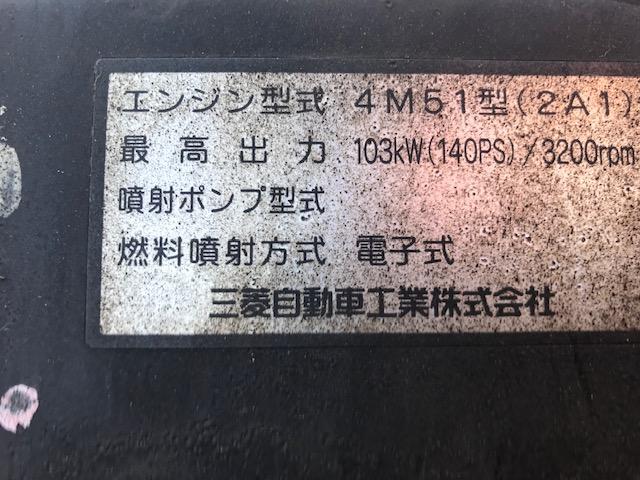 エンジン型式 4M51型(2A1)
最高出力 103kW(140PS)/3200rpm
噴射ポンプ型式
燃料噴射方式 電子式
三菱自動車工業株式会社